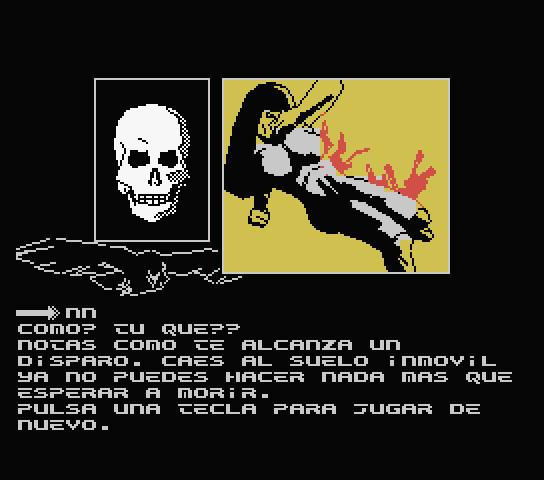 nn
COMO? TU QUE??
NOTAS COMO TE ALCANZA UN
DiSPARO. CAES AL SUELO iNMOViL
YA NO PUEDES HACER NADA MAS QUE
ESPERAR A MORiR.
PULSA UNA TECLA PARA JUGAR DE
NUEVO.